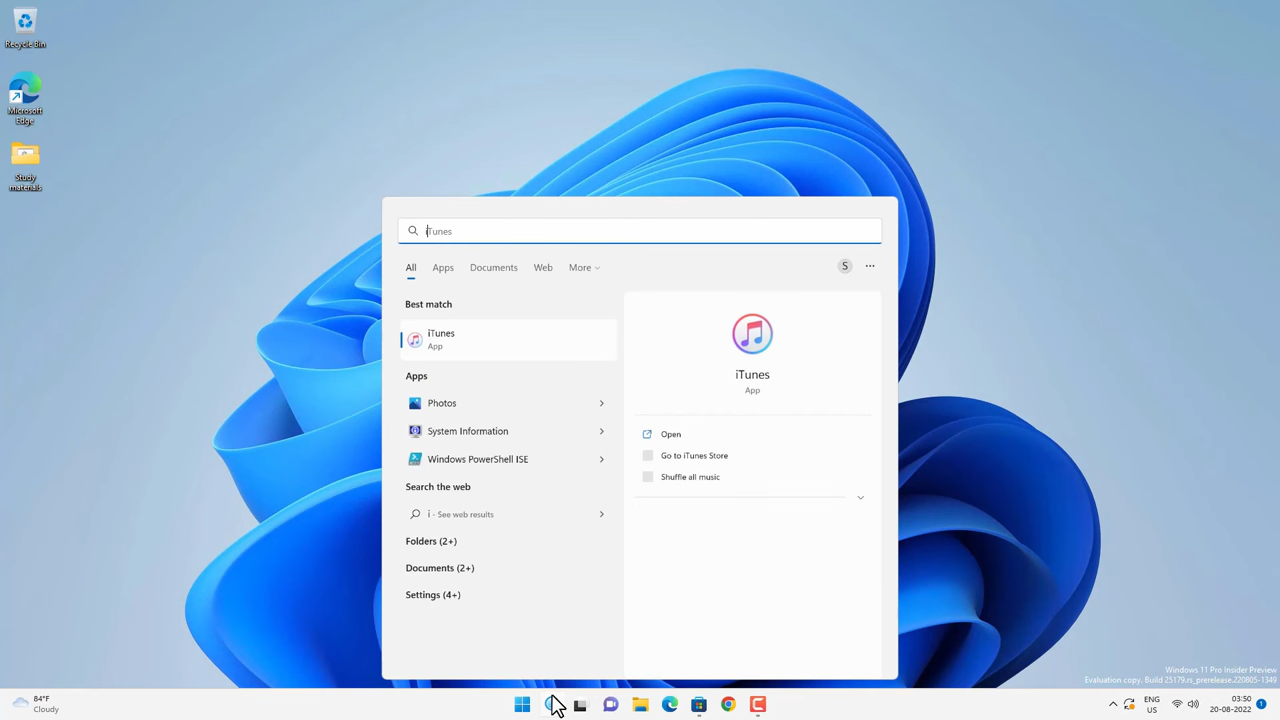 Recycle Bin
Microsoft
Edge
Study
materials
iTunes
All
Apps
Documents
Web
More
S
Best match
iTunes
App
Apps
Photos
System Information
Windows PowerShell ISE
Search the web
i - See web results
Folders (2+)
Documents (2+)
Settings (4+)
iTunes
App
Open
Go to iTunes Store
Shuffle all music
Windows 11 Pro Insider Preview
Evaluation copy. Build 25179.rs_prerelease.220805-1349
84°F
Cloudy
ENG
US
03:50
20-08-2022
1